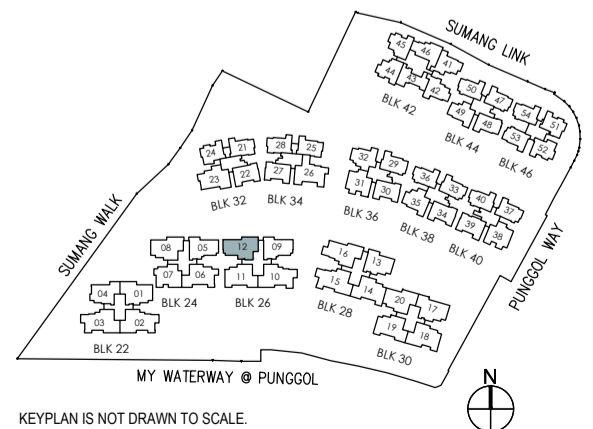 SUMANG LINK
45 46 41
44 43 42
BLK 42
50 47
49 48
BLK 44
54 51
53 52
BLK 46
24 21
23 22
BLK 32
28 25
27 26
BLK 34
32 29
31 30
BLK 36
36 33
35 34
BLK 38
40 37
39 38
BLK 40
SUMANG WALK
PUNGGOL WAY
08 05
07 06
BLK 24
12 09
11 10
BLK 26
16 13
15 14
BLK 28
20 17
19 18
BLK 30
04 01
03 02
BLK 22
MY WATERWAY @ PUNGGOL
N
KEYPLAN IS NOT DRAWN TO SCALE.